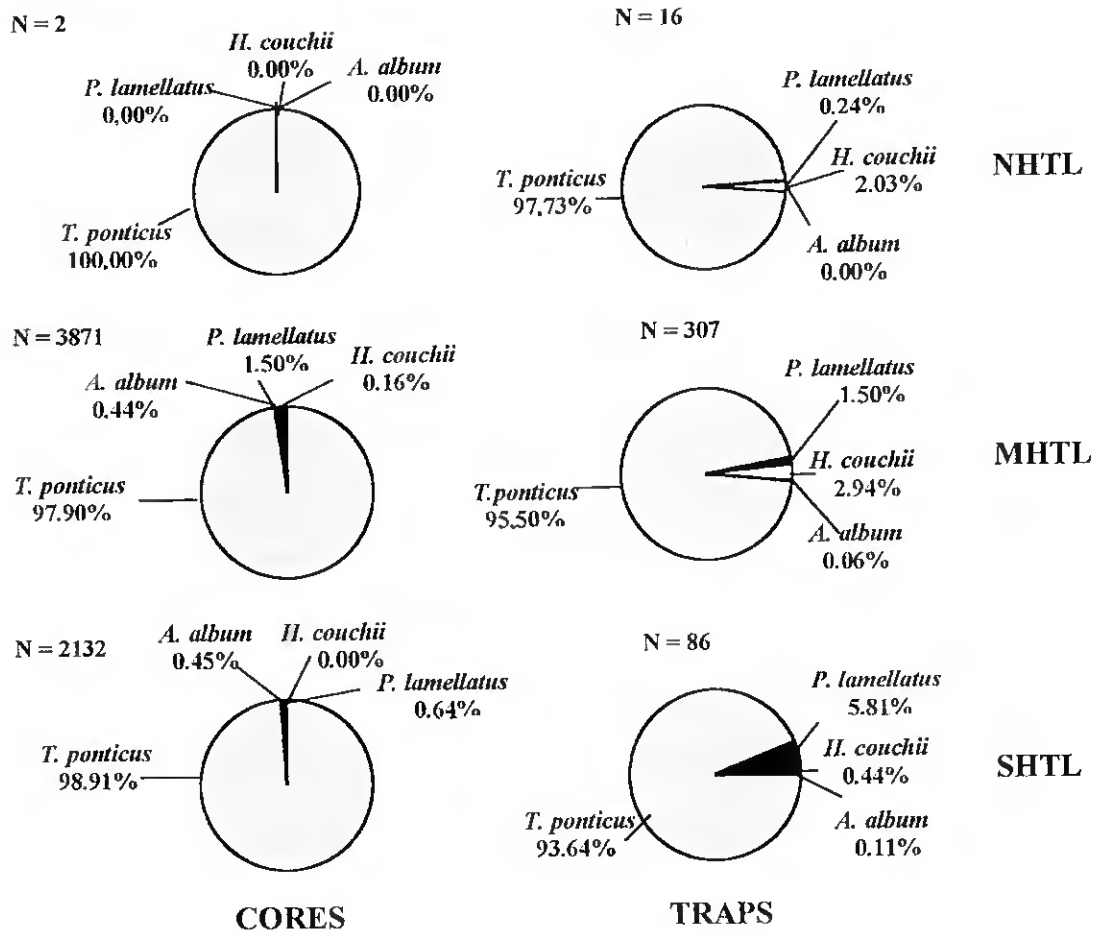 N = 2
H. couchii
0.00%
A. album
0.00%
P. lamellatus
0,00%
T. ponticus
100,00%
N = 16
P. lamellatus
0.24%
H. couchii
2.03%
T. ponticus
97.73%
A. album
0.00%
NHTL
N = 3871
P. lamellatus
1.50%
H. couchii
0.16%
A. album
0.44%
T. ponticus
97.90%
N = 307
P. lamellatus
1.50%
H. couchii
2.94%
T. ponticus
95.50%
A. album
0.06%
MHTL
N = 2132
A. album
0.45%
H. couchii
0.00%
P. lamellatus
0.64%
T. ponticus
98.91%
N = 86
P. lamellatus
5.81%
H. couchii
0.44%
T. ponticus
93.64%
A. album
0.11%
SHTL
CORES
TRAPS